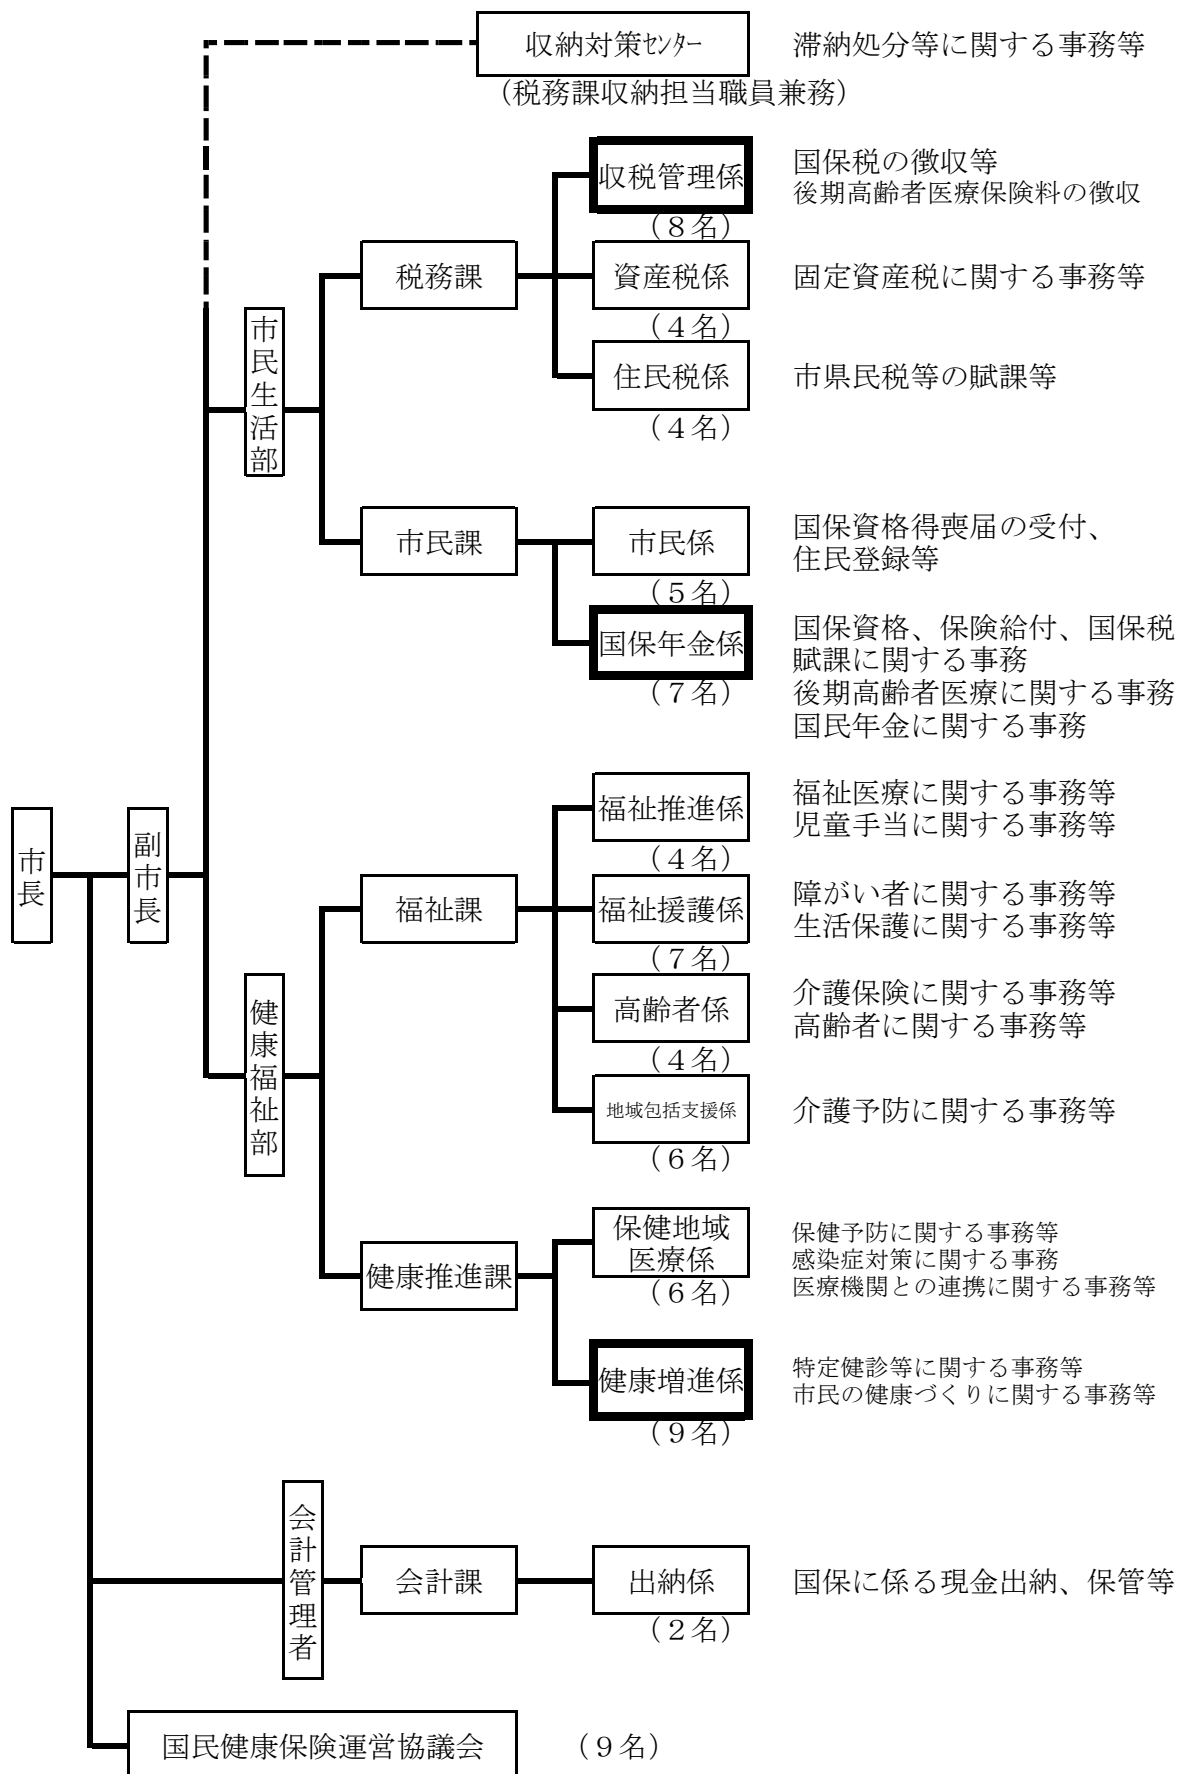 収納対策ｾﾝﾀｰ　滞納処分等に関する事務等
（税務課収納担当職員兼務）
収税管理係　国保税の徴収等
後期高齢者医療保険料の徴収
（８名）
税務課　資産税係　固定資産税に関する事務等
（４名）
住民税係　市県民税等の賦課等
（４名）
市民生活部
市民課　市民係　国保資格得喪届の受付、
住民登録等
（５名）
国保年金係　国保資格、保険給付、国保税
賦課に関する事務
（７名）　後期高齢者医療に関する事務
国民年金に関する事務
市長
副市長
福祉推進係　福祉医療に関する事務等
児童手当に関する事務等
（４名）
福祉課　福祉援護係　障がい者に関する事務等
生活保護に関する事務等
（７名）
高齢者係　介護保険に関する事務等
高齢者に関する事務等
（４名）
健康福祉部
地域包括支援係　介護予防に関する事務等
（６名）
健康推進課
保健地域
医療係
（６名）
保健予防に関する事務等
感染症対策に関する事務
医療機関との連携に関する事務等
健康増進係
（９名）
特定健診等に関する事務等
市民の健康づくりに関する事務等
会計管理者
会計課　出納係　国保に係る現金出納、保管等
（２名）
国民健康保険運営協議会　（９名）